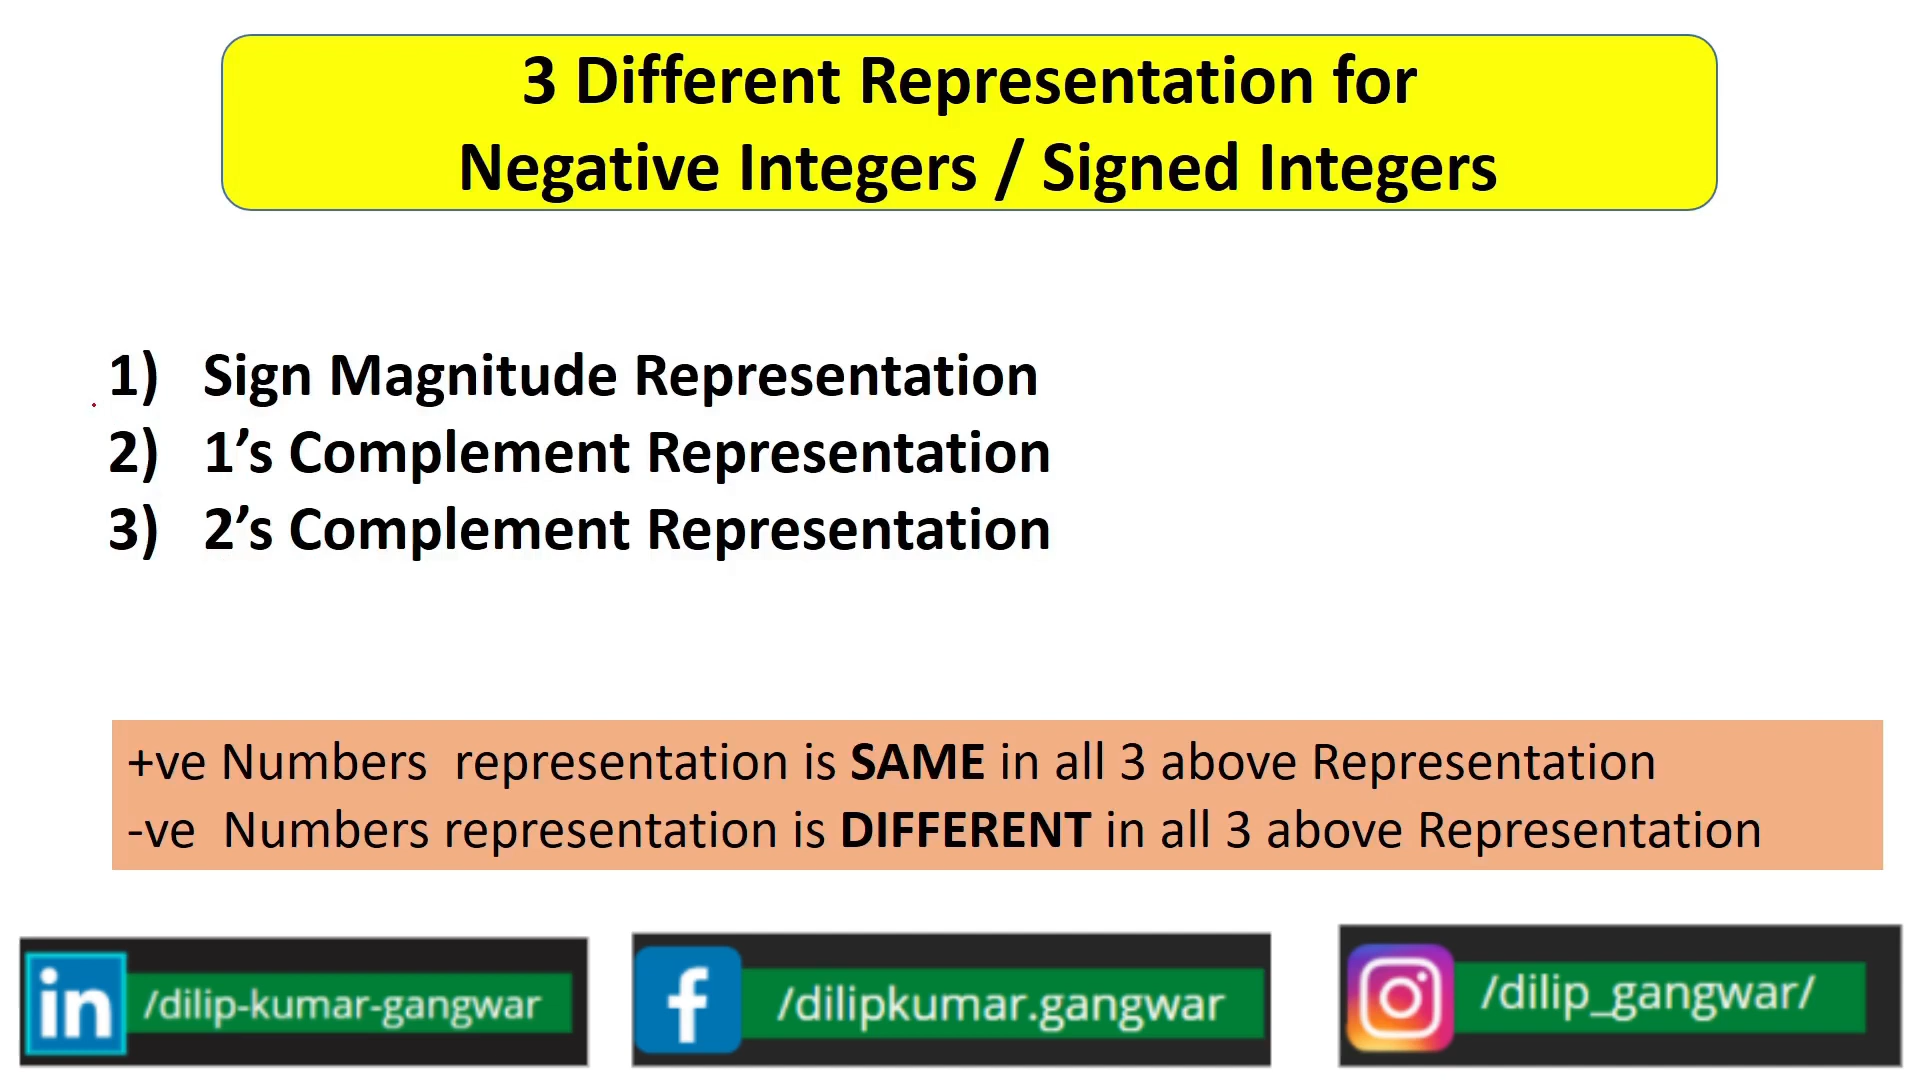 3 Different Representation for
Negative Integers / Signed Integers
1) Sign Magnitude Representation
2) 1’s Complement Representation
3) 2’s Complement Representation
+ve Numbers representation is SAME in all 3 above Representation
-ve Numbers representation is DIFFERENT in all 3 above Representation
in /dilip-kumar-gangwar
f /dilipkumar.gangwar
/dilip_gangwar/